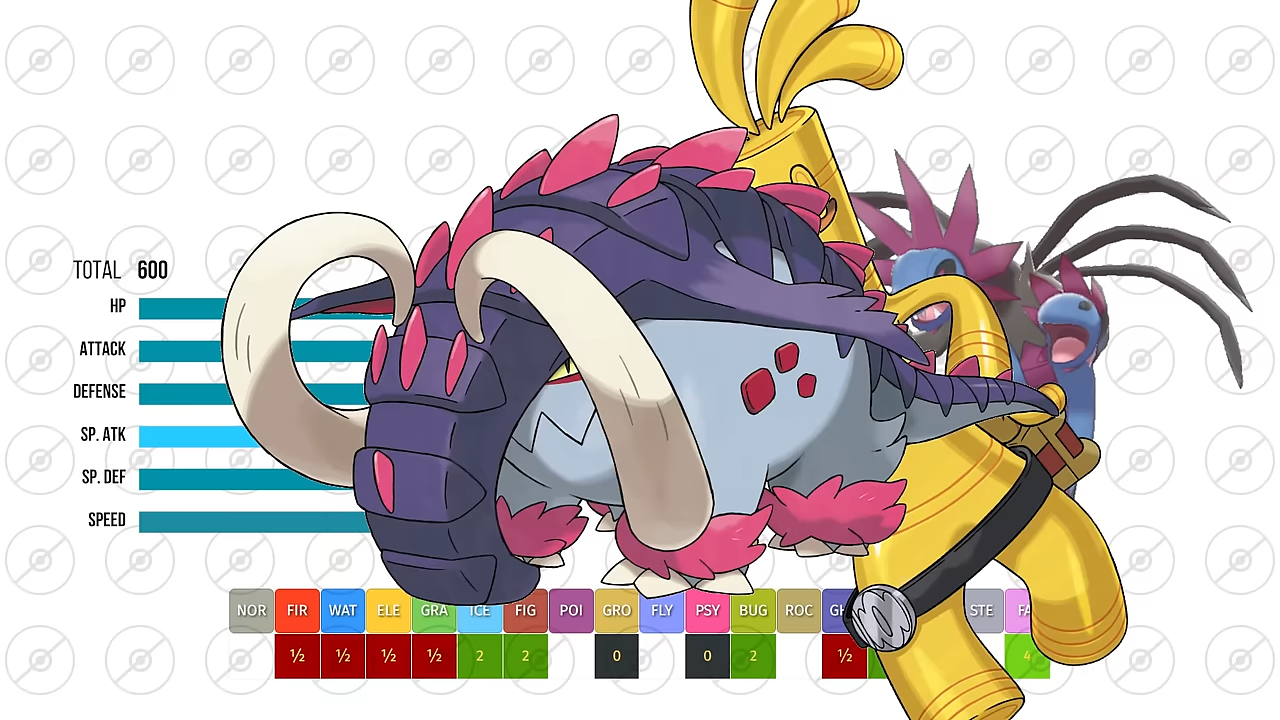 TOTAL 600
HP
ATTACK
DEFENSE
SP. ATK
SP. DEF
SPEED
NOR FIR WAT ELE GRA ICE FIG POI GRO FLY PSY BUG ROC STE
½ ½ ½ ½ 2 2 0 0 2 ½ 4